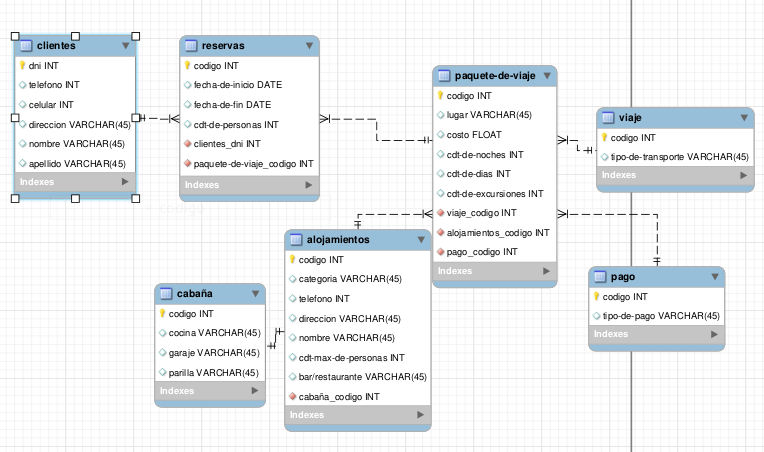 clientes
dni INT
telefono INT
celular INT
direccion VARCHAR(45)
nombre VARCHAR(45)
apellido VARCHAR(45)
Indexes
reservas
codigo INT
fecha-de-inicio DATE
fecha-de-fin DATE
cdt-de-personas INT
clientes_dni INT
paquete-de-viaje_codigo INT
Indexes
paquete-de-viaje
codigo INT
lugar VARCHAR(45)
costo FLOAT
cdt-de-noches INT
cdt-de-dias INT
cdt-de-excursiones INT
viaje_codigo INT
alojamientos_codigo INT
pago_codigo INT
Indexes
viaje
codigo INT
tipo-de-transporte VARCHAR(45)
Indexes
alojamientos
codigo INT
categoria VARCHAR(45)
telefono INT
direccion VARCHAR(45)
nombre VARCHAR(45)
cdt-max-de-personas INT
bar/restaurante VARCHAR(45)
cabaña_codigo INT
Indexes
cabaña
codigo INT
cocina VARCHAR(45)
garaje VARCHAR(45)
parilla VARCHAR(45)
Indexes
pago
codigo INT
tipo-de-pago VARCHAR(45)
Indexes